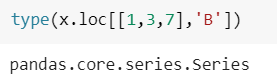 type(x.loc[[1,3,7],'B'])
pandas.core.series.Series